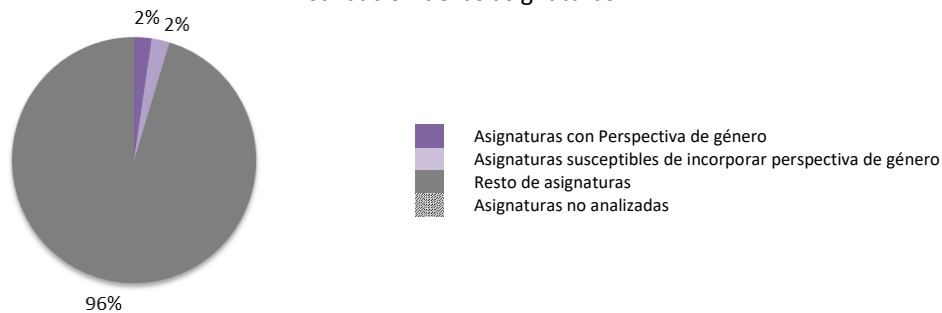 2% 2%
Asignaturas con Perspectiva de género
Asignaturas susceptibles de incorporar perspectiva de género
Resto de asignaturas
Asignaturas no analizadas
96%